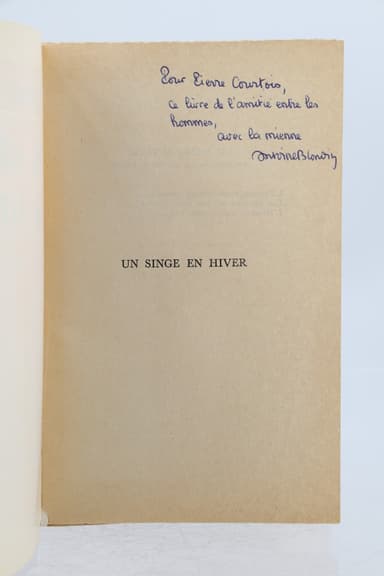 Pour Pierre Courtois,
ce livre de l'amitié entre les
hommes,
avec la mienne
Antoine Blondin
UN SINGE EN HIVER